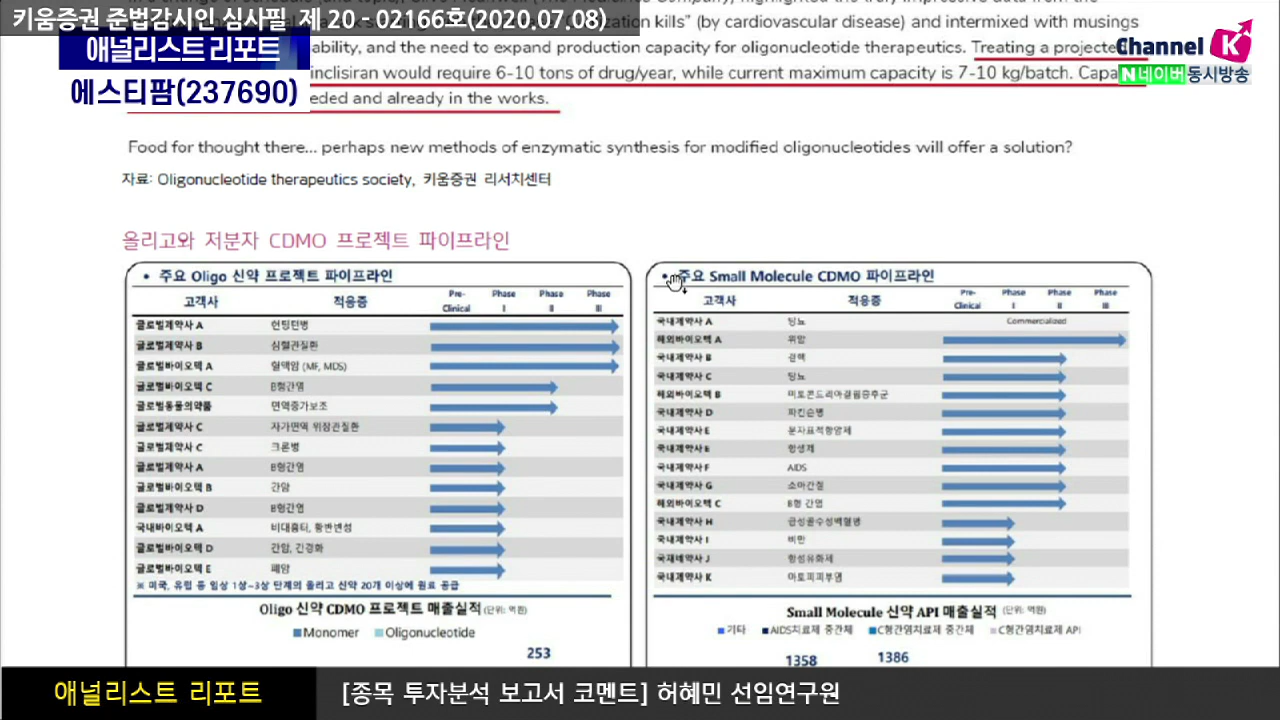 키움증권 준법감시인 심사필 제 20 - 02166호(2020.07.08)
애널리스트 리포트
에스티팜(237690)
Channel K
N 네이버 동시방송
kills" (by cardiovascular disease) and intermixed with musings
ability, and the need to expand production capacity for oligonucleotide therapeutics. Treating a
inclisiran would require 6-10 tons of drug/year, while current maximum capacity is 7-10 kg/batch.
eded and already in the works.
Food for thought there... perhaps new methods of enzymatic synthesis for modified oligonucleotides will offer a solution?
자료: Oligonucleotide therapeutics society, 키움증권 리서치센터
올리고와 저분자 CDMO 프로젝트 파이프라인
• 주요 Oligo 신약 프로젝트 파이프라인
고객사 적응증 Pre-Clinical Phase I Phase II Phase III
글로벌제약사 A 헌팅턴병
글로벌제약사 B 심혈관질환
글로벌바이오텍 A 혈액암 (MF, MDS)
글로벌바이오텍 C B형간염
글로벌동물의약품 면역증가보조
글로벌제약사 C 자가면역 위장관질환
글로벌제약사 C 크론병
글로벌제약사 A B형간염
글로벌바이오텍 B 간암
글로벌제약사 D B형간염
국내바이오텍 A 비대흉터, 황반변성
글로벌바이오텍 D 간암, 간경화
글로벌바이오텍 E 폐암
※ 미국, 유럽 등 임상 1상~3상 단계의 올리고 신약 20개 이상에 원료 공급
Oligo 신약 CDMO 프로젝트 매출실적 (단위: 억원)
Monomer Oligonucleotide
253
• 주요 Small Molecule CDMO 파이프라인
고객사 적응증 Pre-Clinical Phase I Phase II Phase III
국내제약사 A 당뇨 Commercialized
해외바이오텍 A 위암
국내제약사 B
국내제약사 C 당뇨
해외바이오텍 B 미토콘드리아결핍증후군
국내제약사 D 파킨슨병
국내제약사 E 분자표적항암제
국내제약사 E 항생제
국내제약사 F AIDS
국내제약사 G 소아간질
해외바이오텍 C B형 간염
국내제약사 H 급성골수성백혈병
국내제약사 I 비만
국내제약사 J 항섬유화제
국내제약사 K 아토피피부염
Small Molecule 신약 API 매출실적 (단위: 억원)
기타 AIDS치료제 중간체 C형간염치료제 중간체 C형간염치료제 API
1358 1386
애널리스트 리포트
[종목 투자분석 보고서 코멘트] 허혜민 선임연구원